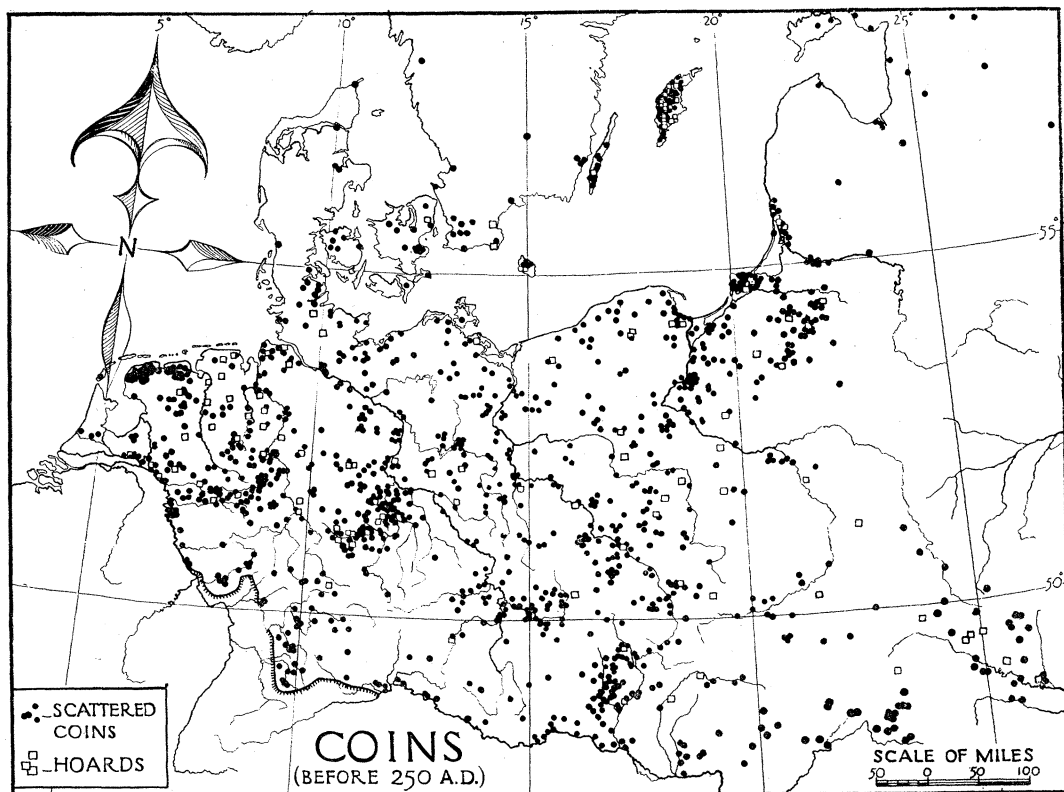 5°
10°
15°
20°
25°
N
55°
50°
SCATTERED
COINS
HOARDS
COINS
(BEFORE 250 A.D.)
SCALE OF MILES
50 0 50 100